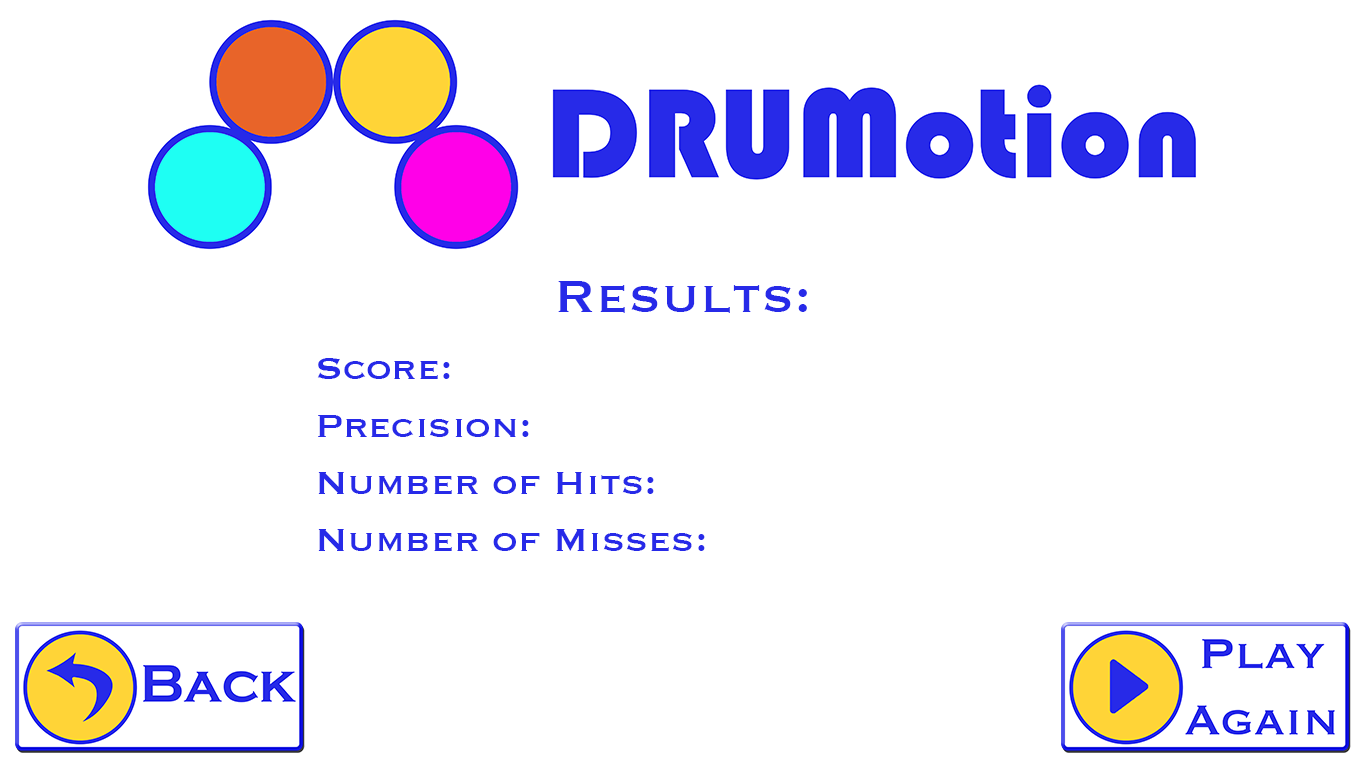 DRUMotion
Results:
Score:
Precision:
Number of Hits:
Number of Misses:
Back
Play
Again